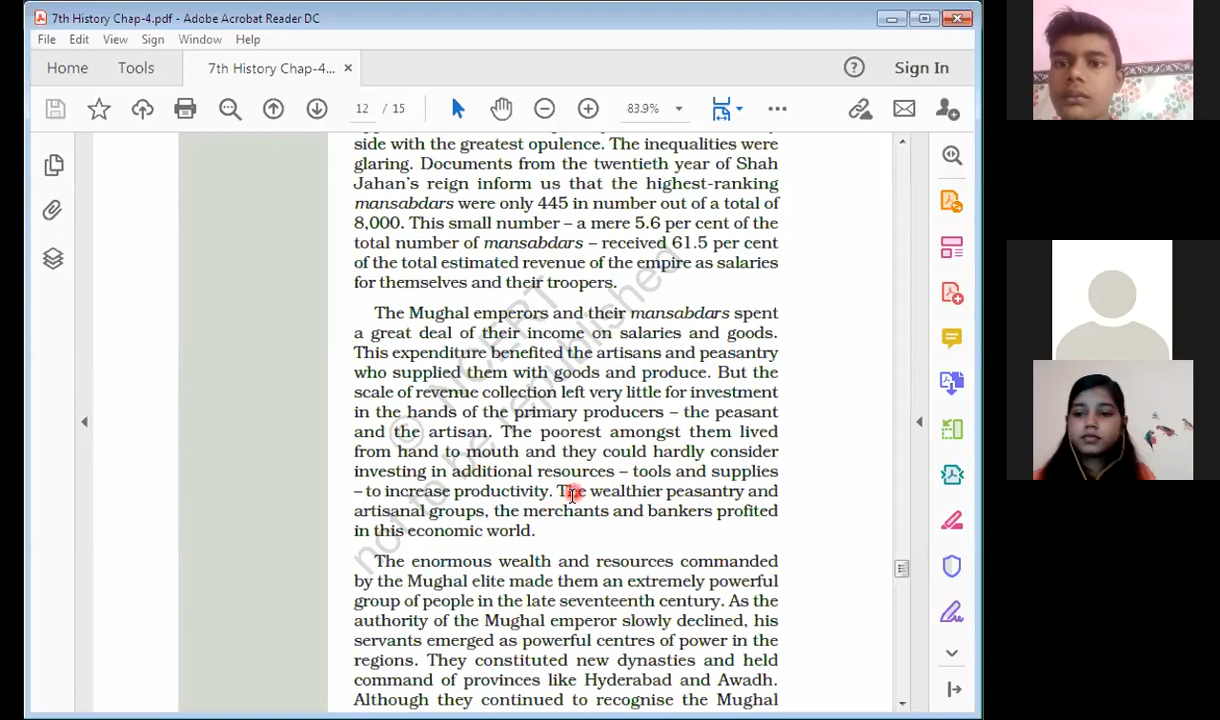 7th History Chap-4.pdf - Adobe Acrobat Reader DC
File Edit View Sign Window Help
Home Tools 7th History Chap-4... × Sign In
12 / 15 83.9%
side with the greatest opulence. The inequalities were
glaring. Documents from the twentieth year of Shah
Jahan's reign inform us that the highest-ranking
mansabdars were only 445 in number out of a total of
8,000. This small number – a mere 5.6 per cent of the
total number of mansabdars – received 61.5 per cent
of the total estimated revenue of the empire as salaries
for themselves and their troopers.
The Mughal emperors and their mansabdars spent
a great deal of their income on salaries and goods.
This expenditure benefited the artisans and peasantry
who supplied them with goods and produce. But the
scale of revenue collection left very little for investment
in the hands of the primary producers – the peasant
and the artisan. The poorest amongst them lived
from hand to mouth and they could hardly consider
investing in additional resources – tools and supplies
– to increase productivity. The wealthier peasantry and
artisanal groups, the merchants and bankers profited
in this economic world.
The enormous wealth and resources commanded
by the Mughal elite made them an extremely powerful
group of people in the late seventeenth century. As the
authority of the Mughal emperor slowly declined, his
servants emerged as powerful centres of power in the
regions. They constituted new dynasties and held
command of provinces like Hyderabad and Awadh.
Although they continued to recognise the Mughal
© NCERT
not to be republished